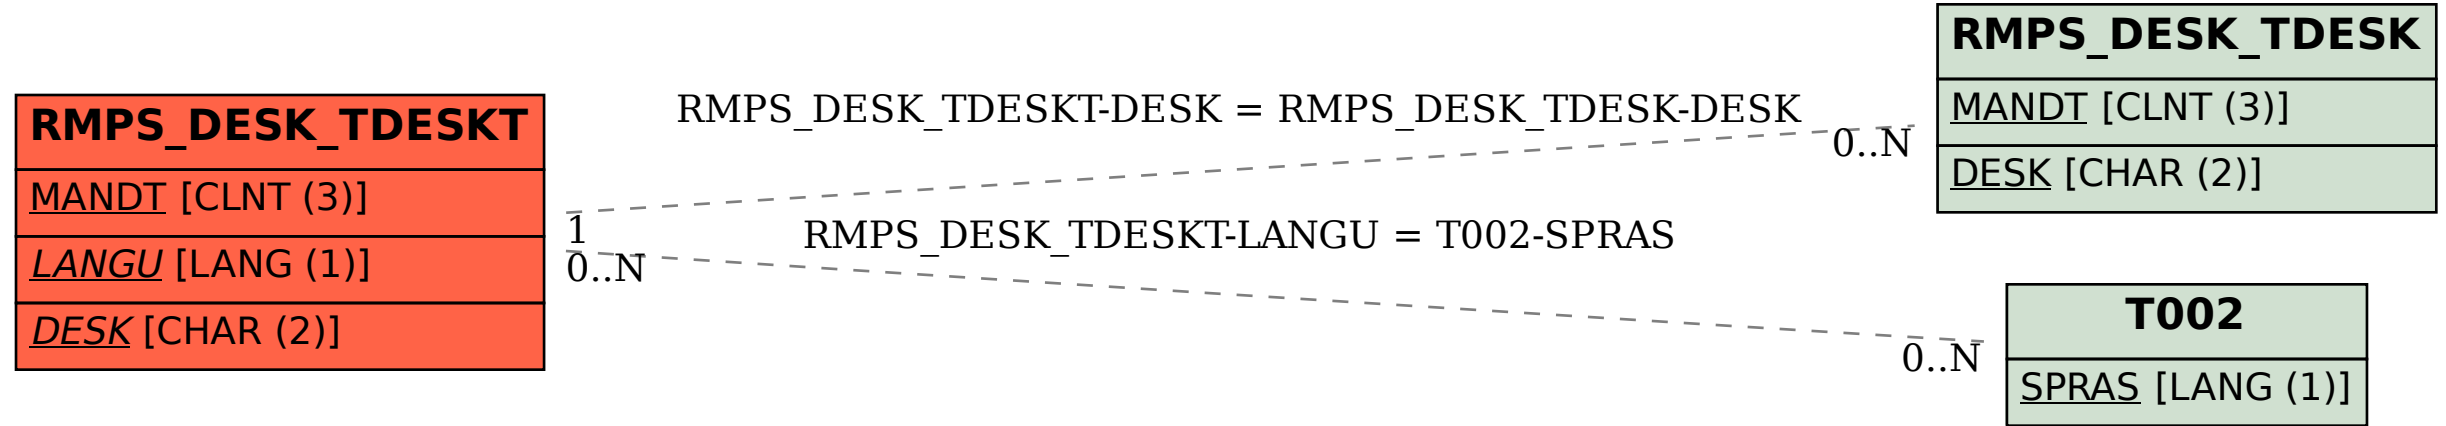 RMPS_DESK_TDESKT
MANDT [CLNT (3)]
LANGU [LANG (1)]
DESK [CHAR (2)]
RMPS_DESK_TDESKT-DESK = RMPS_DESK_TDESK-DESK
1
0..N
RMPS_DESK_TDESKT-LANGU = T002-SPRAS
0..N
0..N
RMPS_DESK_TDESK
MANDT [CLNT (3)]
DESK [CHAR (2)]
T002
SPRAS [LANG (1)]